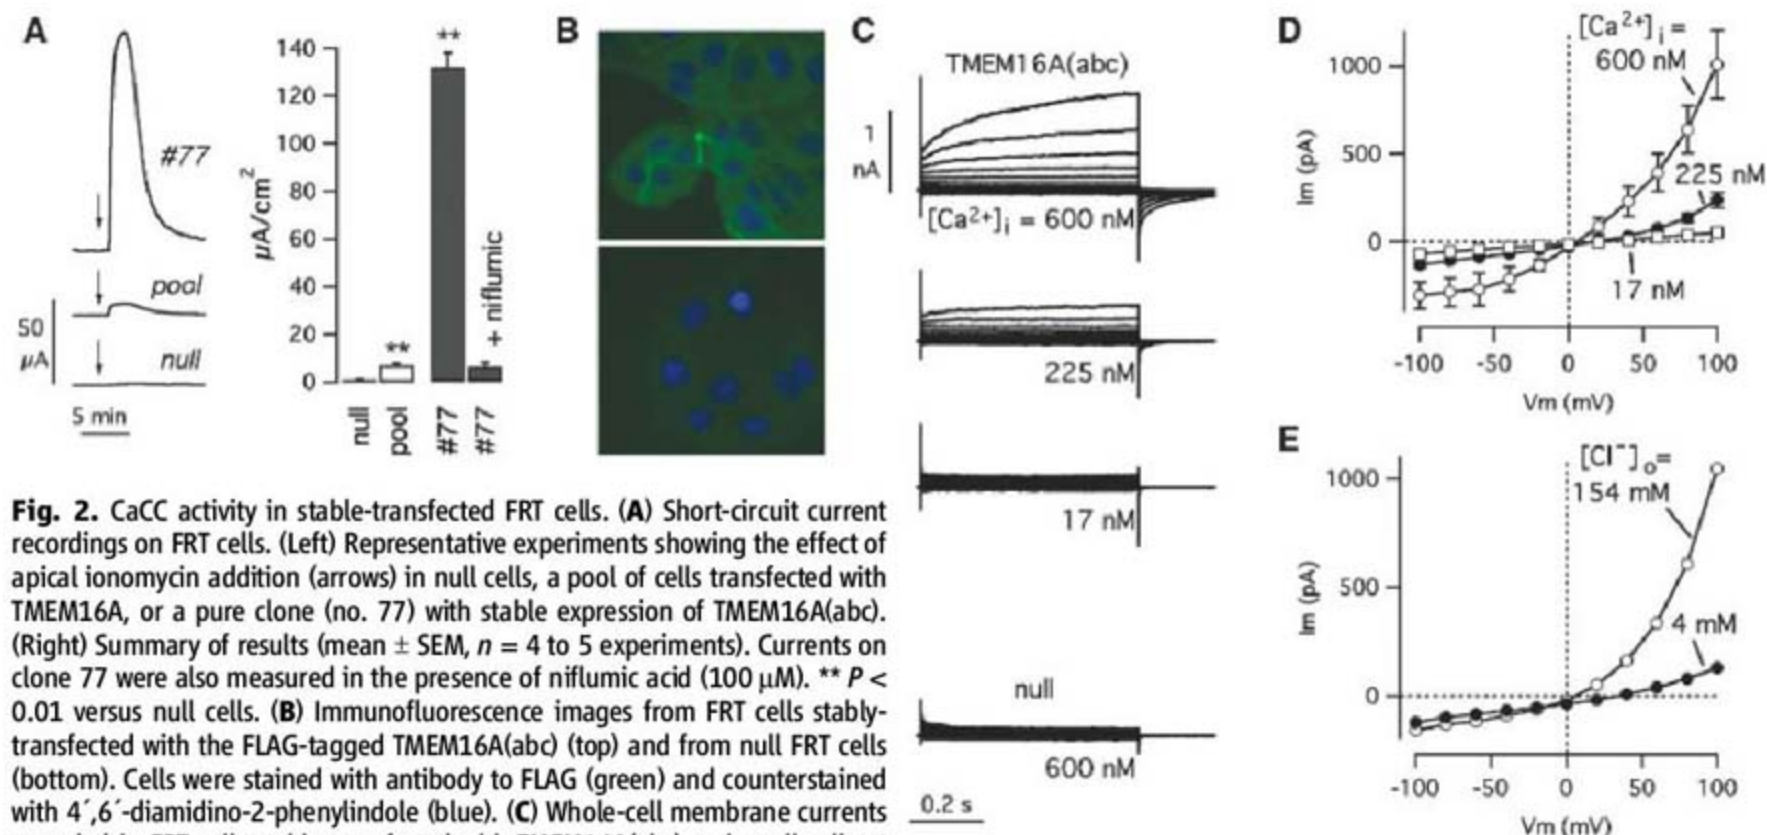 A
#77
pool
50
µA
null
5 min
µA/cm2
140
120
100
80
60
40
20
0
**
**
+ niflumic
null
pool
#77
#77
B
C
TMEM16A(abc)
1
nA
[Ca2+]i = 600 nM
225 nM
17 nM
null
600 nM
0.2 s
D
[Ca2+]i =
600 nM
225 nM
17 nM
Im (pA)
1000
500
0
-100 -50 0 50 100
Vm (mV)
E
[Cl-]o=
154 mM
4 mM
Im (pA)
1000
500
0
-100 -50 0 50 100
Vm (mV)
Fig. 2. CaCC activity in stable-transfected FRT cells. (A) Short-circuit current
recordings on FRT cells. (Left) Representative experiments showing the effect of
apical ionomycin addition (arrows) in null cells, a pool of cells transfected with
TMEM16A, or a pure clone (no. 77) with stable expression of TMEM16A(abc).
(Right) Summary of results (mean ± SEM, n = 4 to 5 experiments). Currents on
clone 77 were also measured in the presence of niflumic acid (100 µM). ** P <
0.01 versus null cells. (B) Immunofluorescence images from FRT cells stably-
transfected with the FLAG-tagged TMEM16A(abc) (top) and from null FRT cells
(bottom). Cells were stained with antibody to FLAG (green) and counterstained
with 4´,6´-diamidino-2-phenylindole (blue). (C) Whole-cell membrane currents